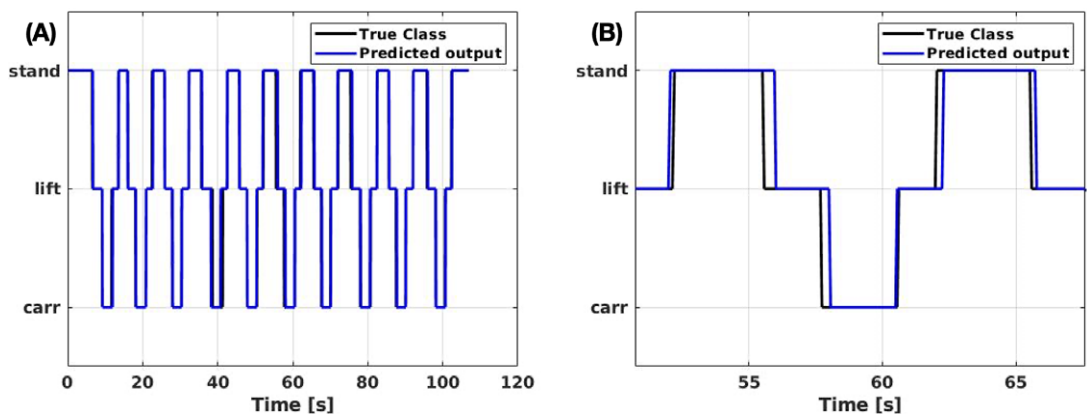 (A)
True Class
Predicted output
stand
lift
carr
0 20 40 60 80 100 120
Time [s]
(B)
True Class
Predicted output
stand
lift
carr
55 60 65
Time [s]